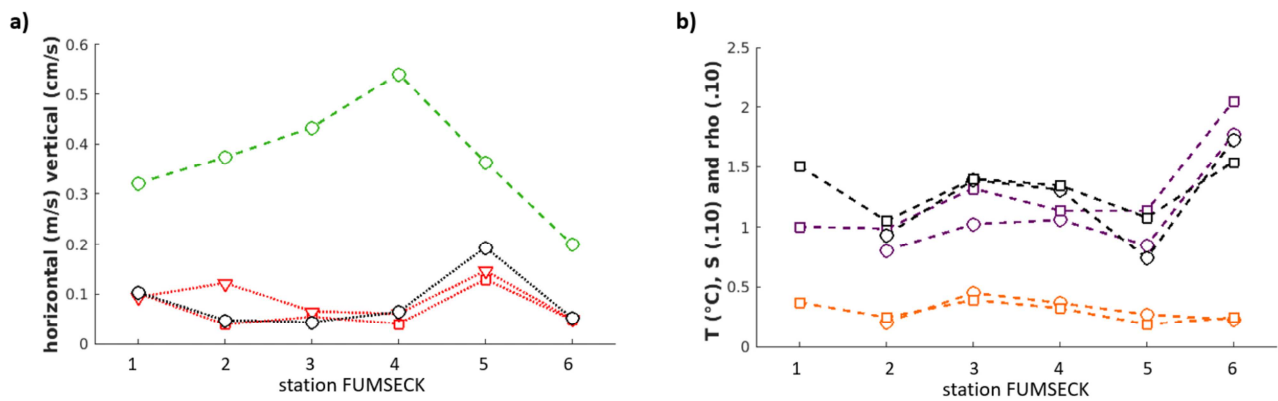 a)
horizontal (m/s) vertical (cm/s)
0.6
0.5
0.4
0.3
0.2
0.1
0
1 2 3 4 5 6
station FUMSECK
b)
T (°C), S (.10) and rho (.10)
2.5
2
1.5
1
0.5
0
1 2 3 4 5 6
station FUMSECK